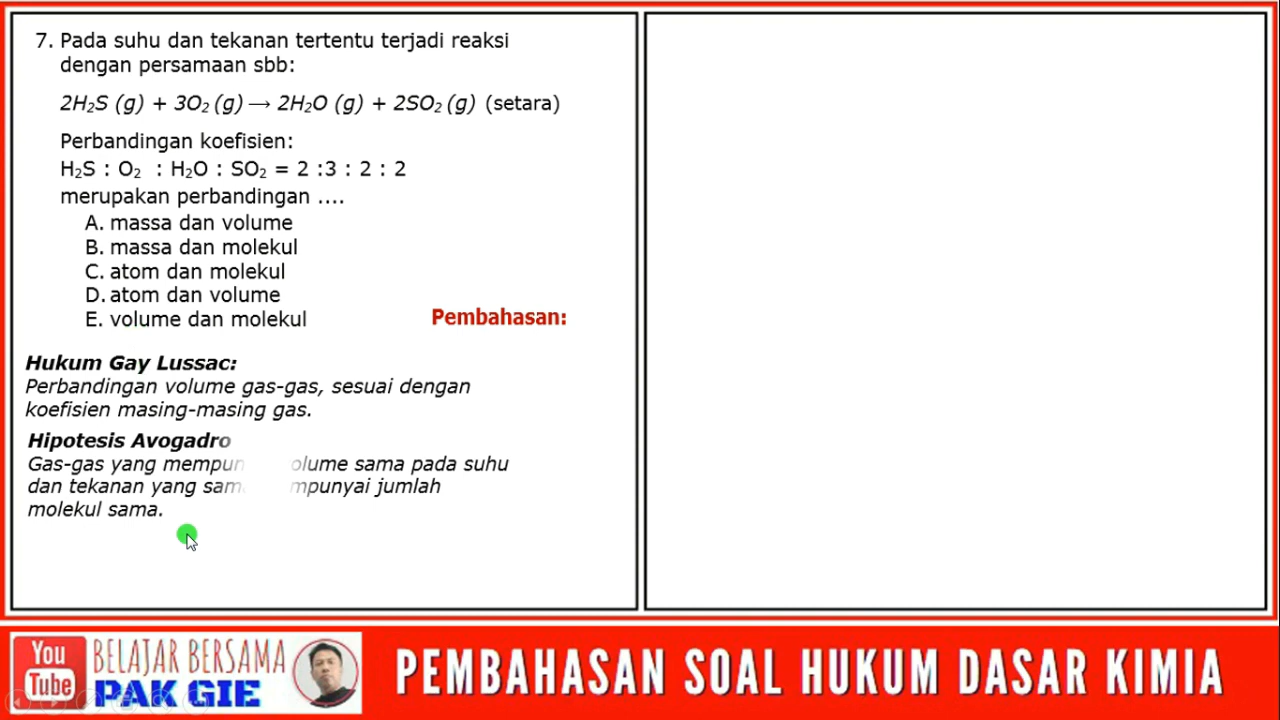 7. Pada suhu dan tekanan tertentu terjadi reaksi
dengan persamaan sbb:
2H₂S (g) + 3O₂ (g) → 2H₂O (g) + 2SO₂ (g) (setara)
Perbandingan koefisien:
H₂S : O₂ : H₂O : SO₂ = 2 :3 : 2 : 2
merupakan perbandingan ....
A. massa dan volume
B. massa dan molekul
C. atom dan molekul
D. atom dan volume
E. volume dan molekul
Pembahasan:
Hukum Gay Lussac:
Perbandingan volume gas-gas, sesuai dengan
koefisien masing-masing gas.
Hipotesis Avogadro
Gas-gas yang sama pada suhu
dan tekanan yang jumlah
molekul sama.
You Tube
BELAJAR BERSAMA
PAK GIE
PEMBAHASAN SOAL HUKUM DASAR KIMIA